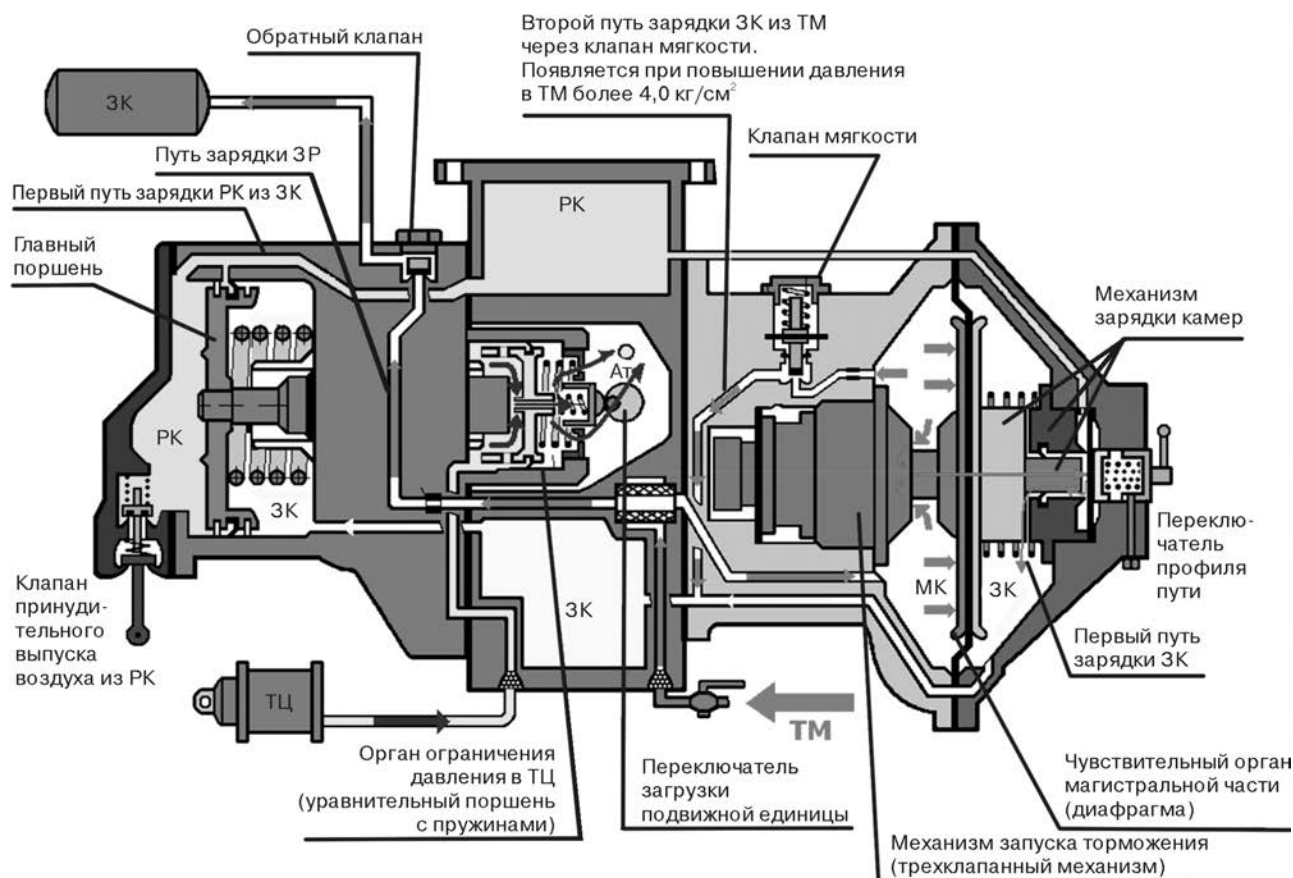 Обратный клапан
Второй путь зарядки ЗК из ТМ
через клапан мягкости.
Появляется при повышении давления
в ТМ более 4,0 кг/см²
ЗК
Клапан мягкости
Путь зарядки ЗР
Первый путь зарядки РК из ЗК
РК
Главный
поршень
Механизм
зарядки камер
Ат
РК
ЗК
МК
ЗК
Переклю-
чатель
профиля
пути
Клапан
принуди-
тельного
выпуска
воздуха из РК
ЗК
Первый путь
зарядки ЗК
ТЦ
ТМ
Орган ограничения
давления в ТЦ
(уравнительный поршень
с пружинами)
Переключатель
загрузки
подвижной единицы
Чувствительный орган
магистральной части
(диафрагма)
Механизм запуска торможения
(трехклапанный механизм)